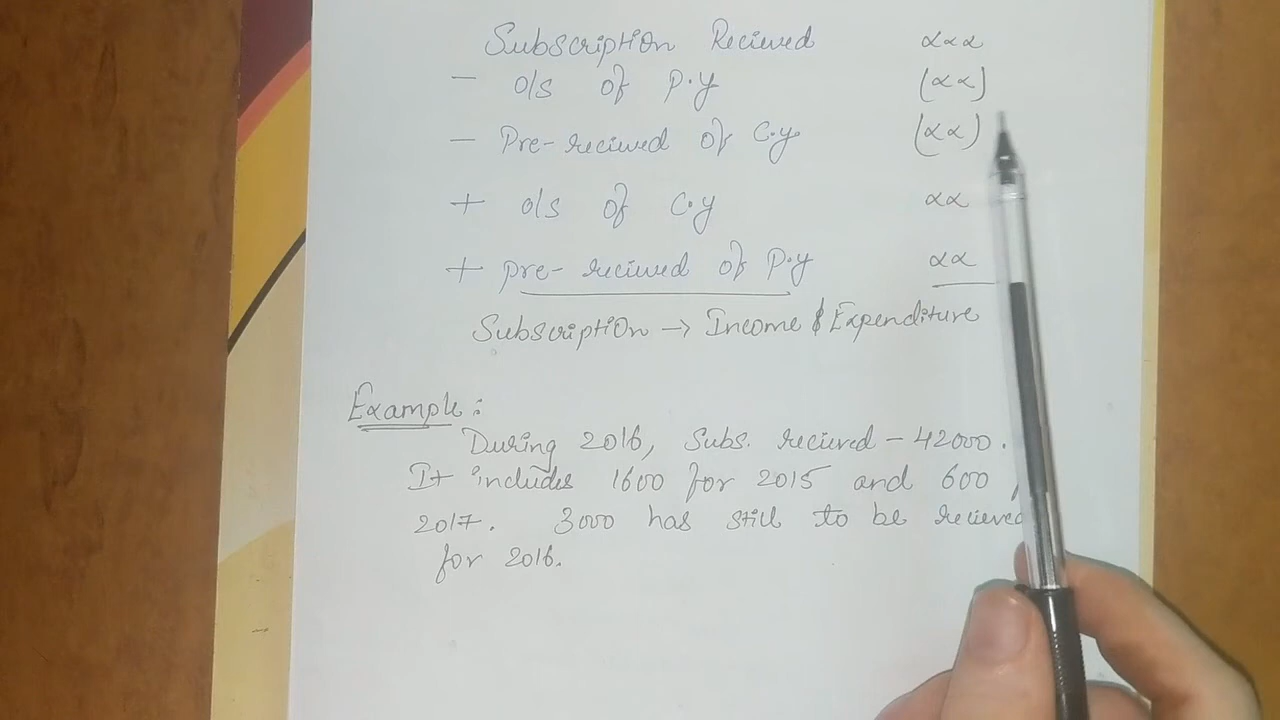 Subscription Recieved xxx
- o/s of P.y (xx)
- Pre-recieved of C.y. (xx)
+ o/s of C.y xx
+ pre-recieved of P.y xx
Subscription → Income & Expenditure
Example:
During 2016, Subs. recieved - 42000.
It includes 1600 for 2015 and 600
2017. 3000 has still to be recieved
for 2016.